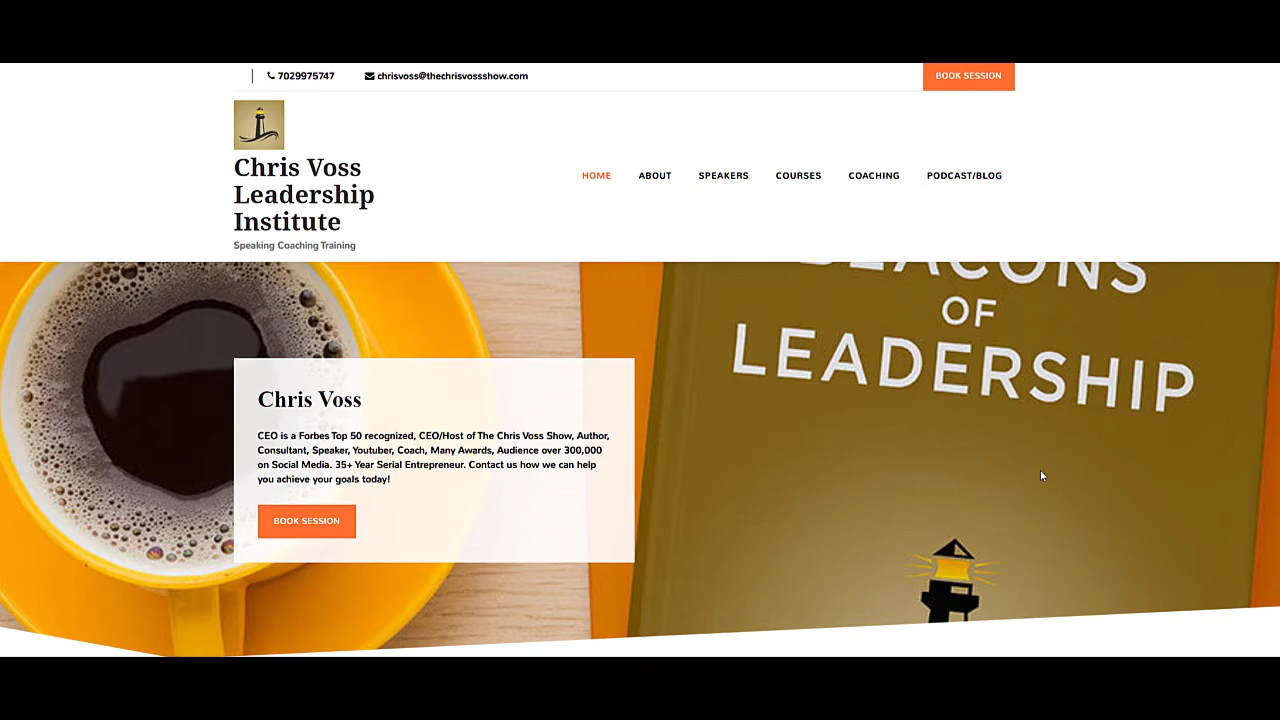 7029975747 chrisvoss@thechrisvossshow.com BOOK SESSION
Chris Voss
Leadership
Institute
Speaking Coaching Training
HOME ABOUT SPEAKERS COURSES COACHING PODCAST/BLOG
BEACONS
OF
LEADERSHIP
Chris Voss
CEO is a Forbes Top 50 recognized, CEO/Host of The Chris Voss Show, Author,
Consultant, Speaker, Youtuber, Coach, Many Awards, Audience over 300,000
on Social Media. 35+ Year Serial Entrepreneur. Contact us how we can help
you achieve your goals today!
BOOK SESSION